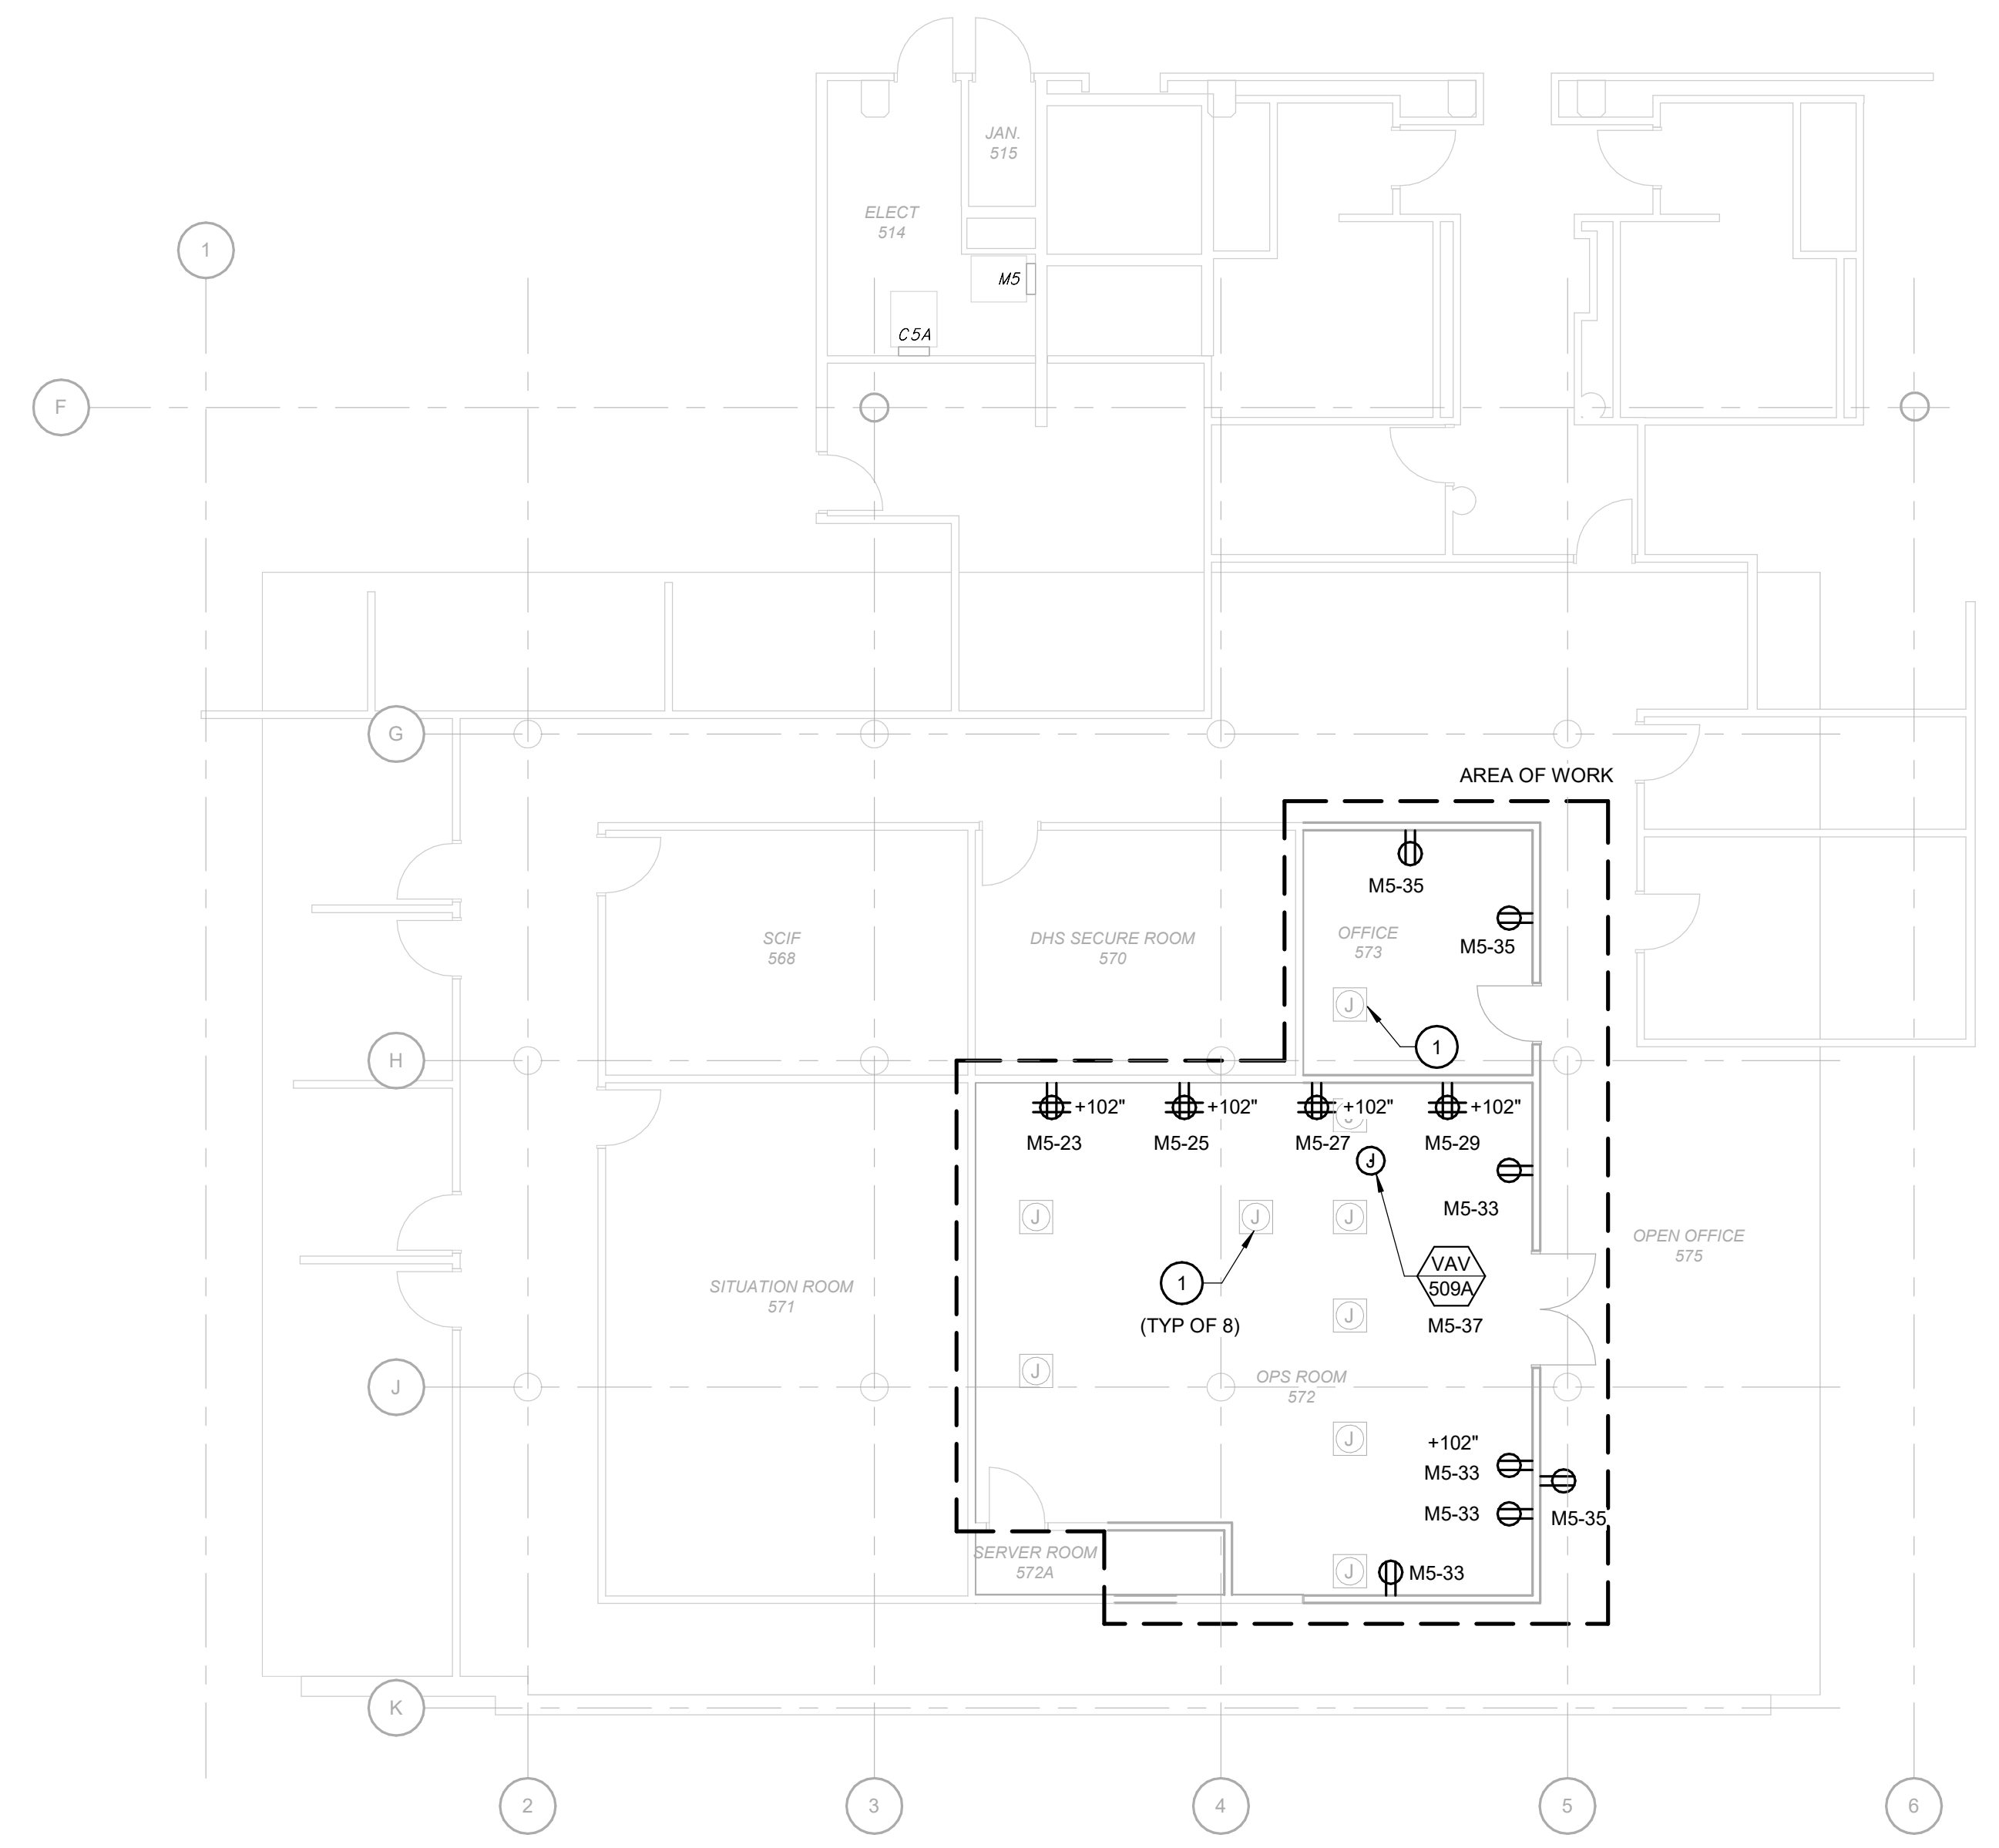 JAN.
515
ELECT
514
1
M5
C5A
F
G
AREA OF WORK
M5-35
SCIF
568
DHS SECURE ROOM
570
OFFICE
573
M5-35
J
1
H
+102"
+102"
+102"
+102"
J
M5-23
M5-25
M5-27
M5-29
J
M5-33
J
J
J
OPEN OFFICE
575
VAV
509A
1
SITUATION ROOM
571
(TYP OF 8)
J
M5-37
J
OPS ROOM
572
J
J
+102"
M5-33
M5-33
M5-35
SERVER ROOM
572A
J
M5-33
K
2
3
4
5
6